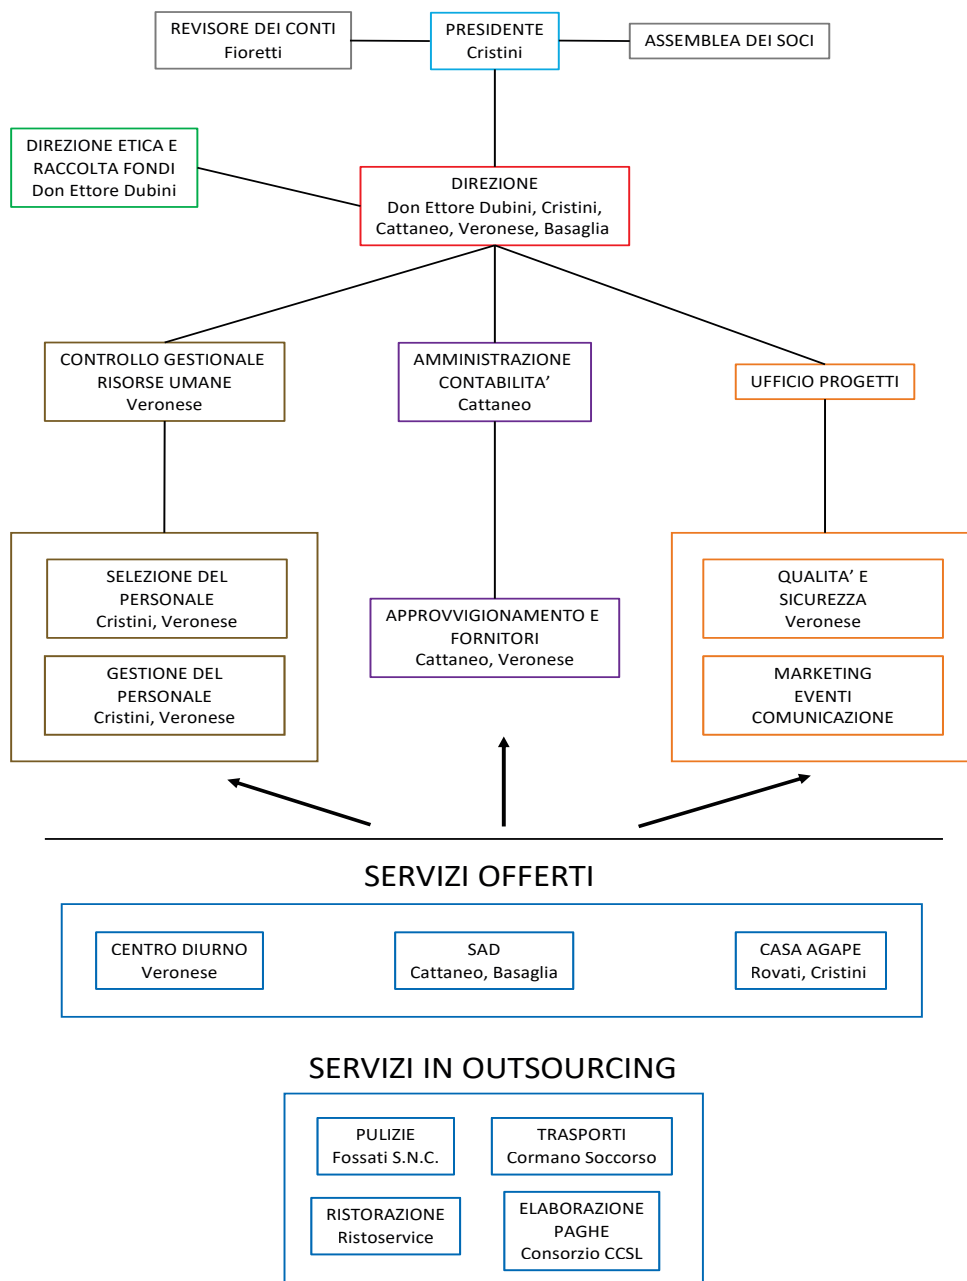 REVISORE DEI CONTI
Fioretti
PRESIDENTE
Cristini
ASSEMBLEA DEI SOCI
DIREZIONE ETICA E
RACCOLTA FONDI
Don Ettore Dubini
DIREZIONE
Don Ettore Dubini, Cristini,
Cattaneo, Veronese, Basaglia
CONTROLLO GESTIONALE
RISORSE UMANE
Veronese
AMMINISTRAZIONE
CONTABILITA’
Cattaneo
UFFICIO PROGETTI
SELEZIONE DEL
PERSONALE
Cristini, Veronese
GESTIONE DEL
PERSONALE
Cristini, Veronese
APPROVVIGIONAMENTO E
FORNITORI
Cattaneo, Veronese
QUALITA’ E
SICUREZZA
Veronese
MARKETING
EVENTI
COMUNICAZIONE
SERVIZI OFFERTI
CENTRO DIURNO
Veronese
SAD
Cattaneo, Basaglia
CASA AGAPE
Rovati, Cristini
SERVIZI IN OUTSOURCING
PULIZIE
Fossati S.N.C.
TRASPORTI
Cormano Soccorso
RISTORAZIONE
Ristoservice
ELABORAZIONE
PAGHE
Consorzio CCSL